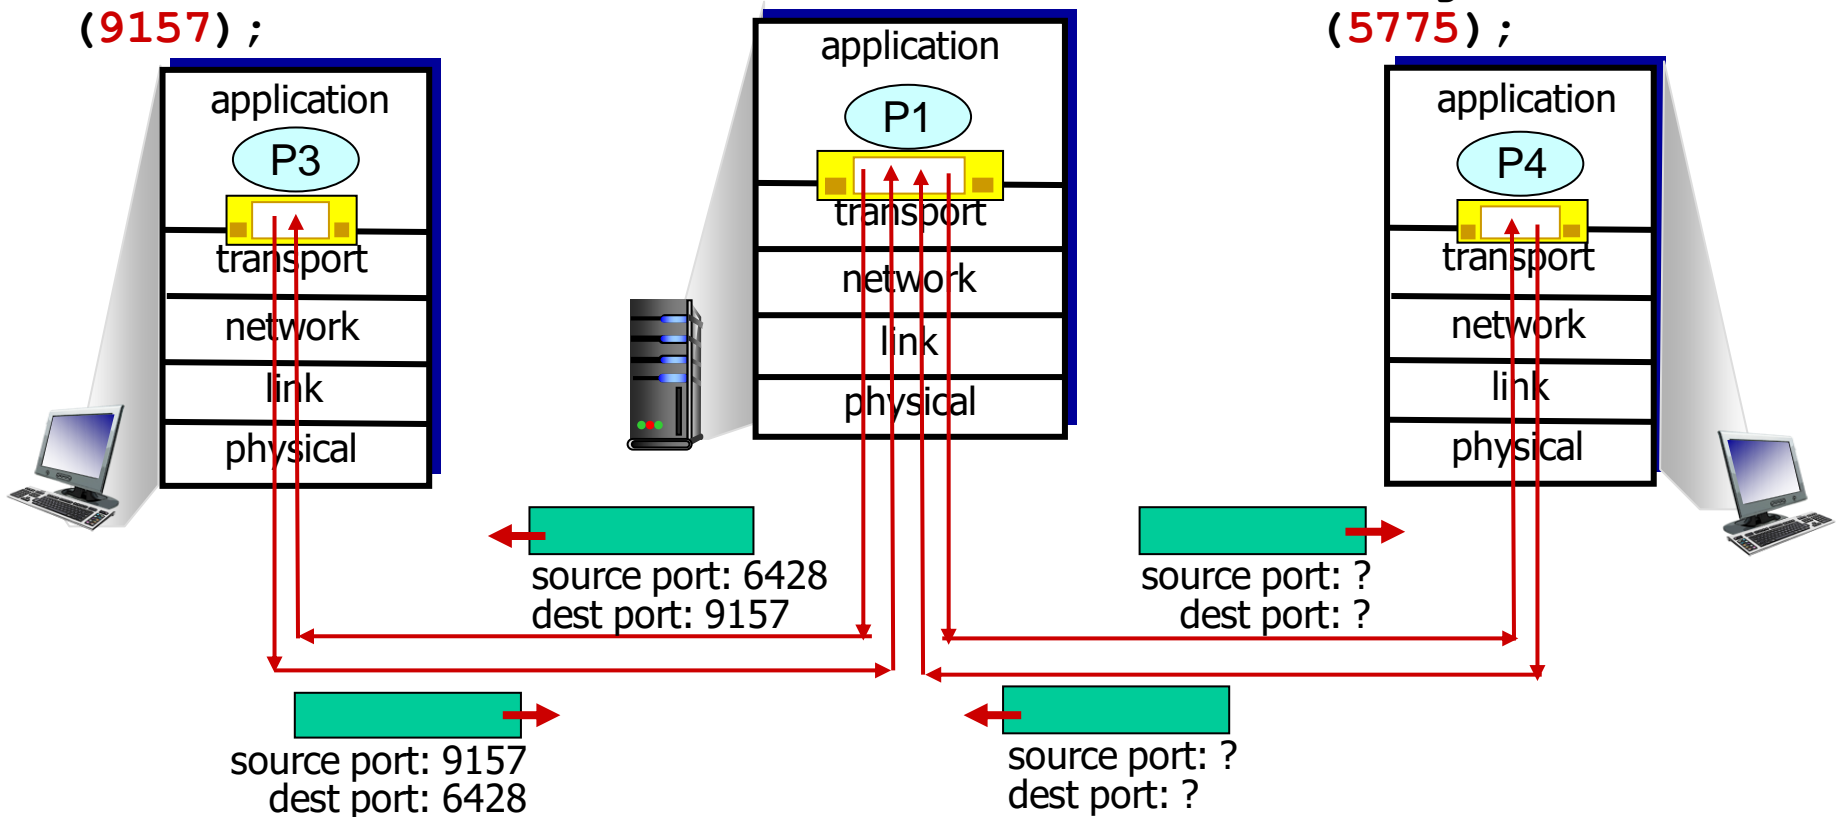 (9157);
(5775);
application
P3
transport
network
link
physical
application
P1
transport
network
link
physical
application
P4
transport
network
link
physical
source port: 6428
dest port: 9157
source port: ?
dest port: ?
source port: 9157
dest port: 6428
source port: ?
dest port: ?